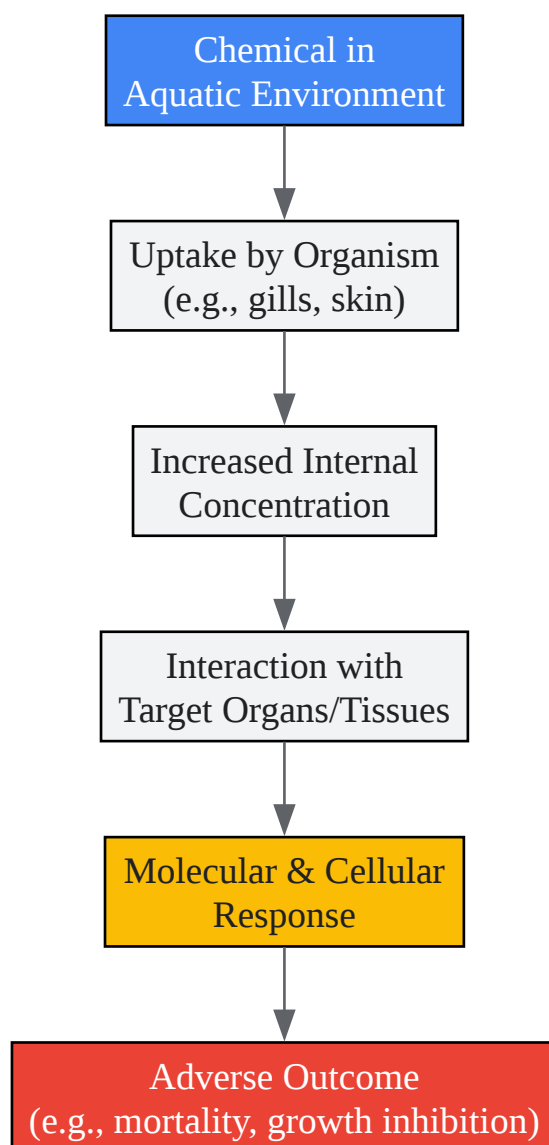 Chemical in
Aquatic Environment
Uptake by Organism
(e.g., gills, skin)
Increased Internal
Concentration
Interaction with
Target Organs/Tissues
Molecular & Cellular
Response
Adverse Outcome
(e.g., mortality, growth inhibition)